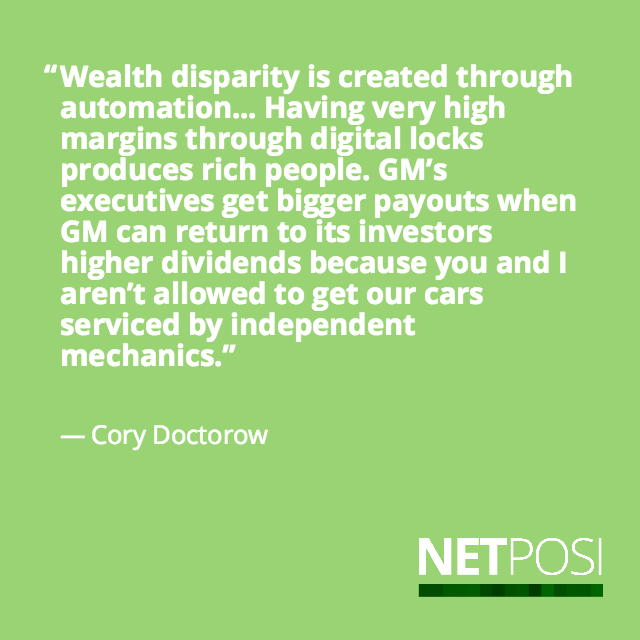 “Wealth disparity is created through
automation... Having very high
margins through digital locks
produces rich people. GM’s
executives get bigger payouts when
GM can return to its investors
higher dividends because you and I
aren’t allowed to get our cars
serviced by independent
mechanics.”
— Cory Doctorow
NETPOSI